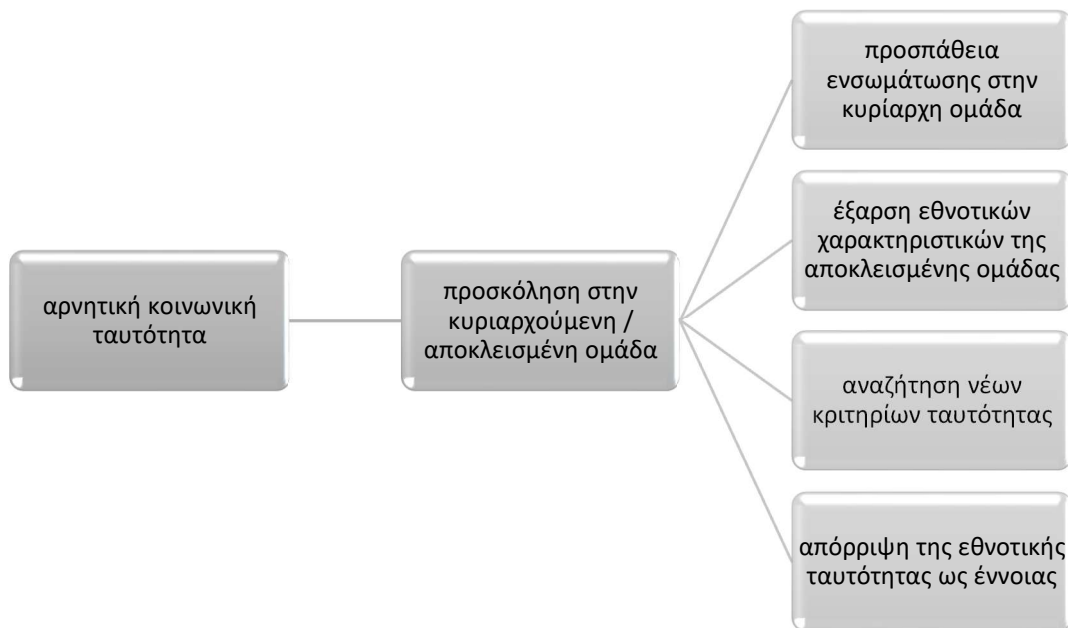 αρνητική κοινωνική
ταυτότητα
προσκόληση στην
κυριαρχούμενη /
αποκλεισμένη ομάδα
προσπάθεια
ενσωμάτωσης στην
κυρίαρχη ομάδα
έξαρση εθνοτικών
χαρακτηριστικών της
αποκλεισμένης ομάδας
αναζήτηση νέων
κριτηρίων ταυτότητας
απόρριψη της εθνοτικής
ταυτότητας ως έννοιας